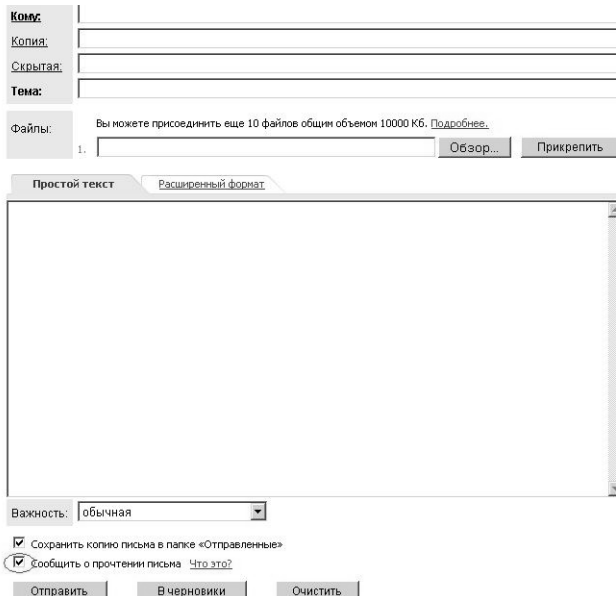 Кому:
Копия:
Скрытая:
Тема:
Файлы:
Вы можете присоединить еще 10 файлов общим объемом 10000 Кб. Подробнее.
1. Обзор... Прикрепить
Простой текст Расширенный формат
Важность: обычная
Сохранить копию письма в папке «Отправленные»
Сообщить о прочтении письма Что это?
Отправить В черновики Очистить